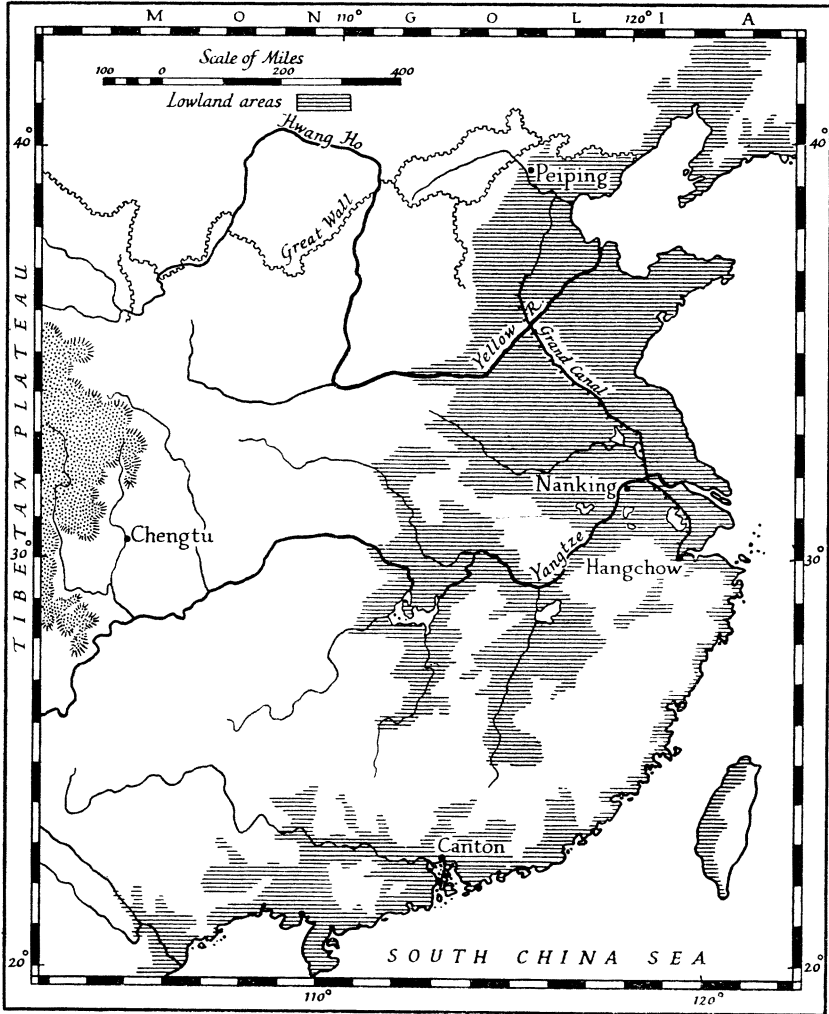 MONGOLIA
110° 120°
Scale of Miles
100 0 200 400
Lowland areas
Hwang Ho
40° 40°
Peiping
Great Wall
Yellow R.
Grand Canal
TIBETAN PLATEAU
Nanking
Chengtu
Yangtze
30° 30°
Hangchow
Canton
SOUTH CHINA SEA
20° 20°
110° 120°